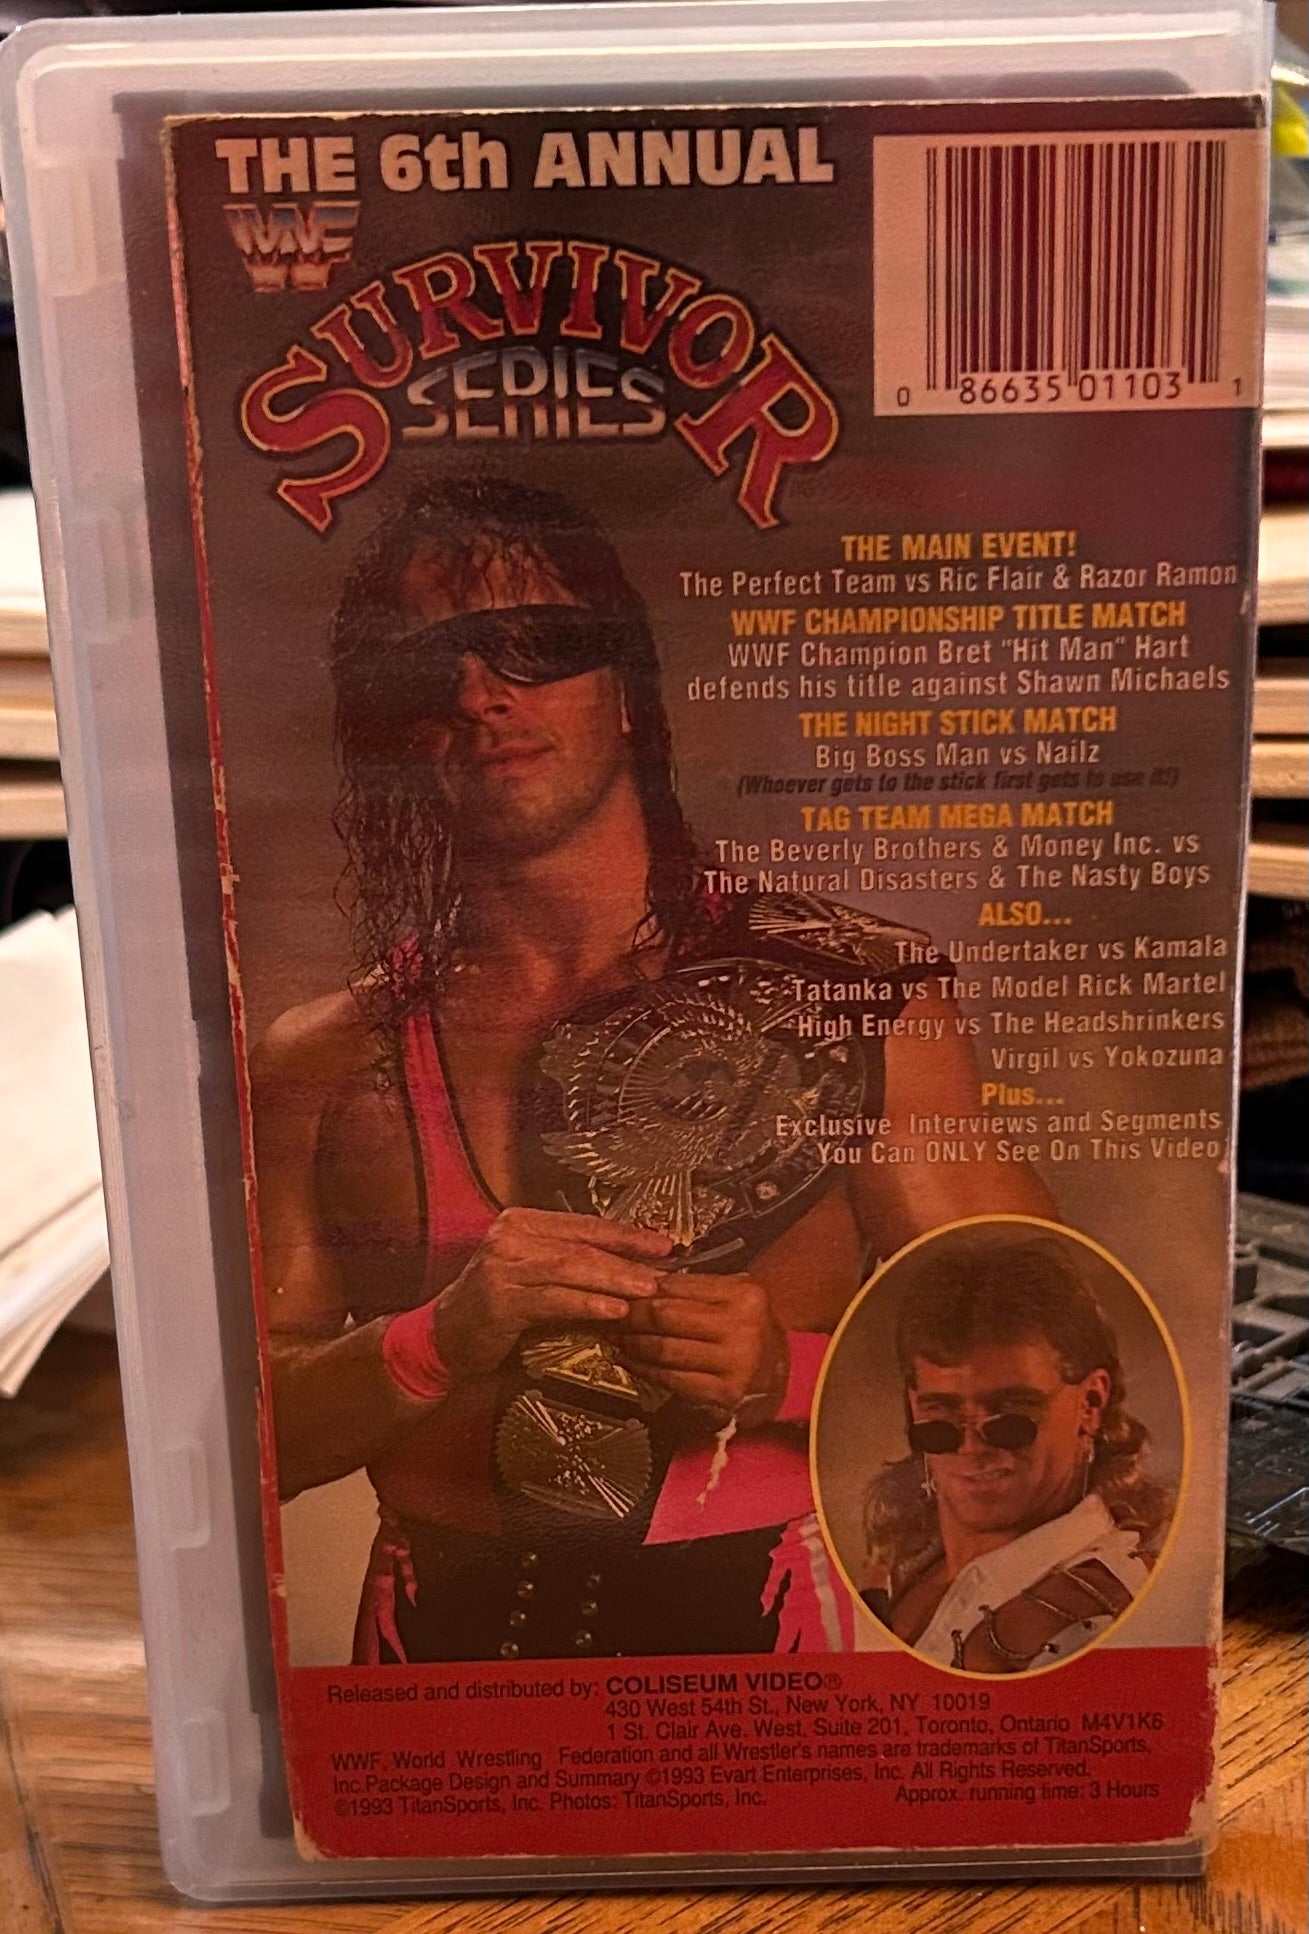 THE 6th ANNUAL
WWF
SURVIVOR
SERIES
0 86635 01103 1
THE MAIN EVENT!
The Perfect Team vs Ric Flair & Razor Ramon
WWF CHAMPIONSHIP TITLE MATCH
WWF Champion Bret "Hit Man" Hart
defends his title against Shawn Michaels
THE NIGHT STICK MATCH
Big Boss Man vs Nailz
(Whoever gets to the stick first gets to use it!)
TAG TEAM MEGA MATCH
The Beverly Brothers & Money Inc. vs
The Natural Disasters & The Nasty Boys
ALSO...
The Undertaker vs Kamala
Tatanka vs The Model Rick Martel
High Energy vs The Headshrinkers
Virgil vs Yokozuna
Plus...
Exclusive Interviews and Segments
You Can ONLY See On This Video
Released and distributed by: COLISEUM VIDEO®
430 West 54th St., New York, NY 10019
1 St. Clair Ave. West, Suite 201, Toronto, Ontario M4V1K6
WWF, World Wrestling Federation and all Wrestler's names are trademarks of TitanSports,
Inc.Package Design and Summary ©1993 Evart Enterprises, Inc. All Rights Reserved.
©1993 TitanSports, Inc. Photos: TitanSports, Inc. Approx. running time: 3 Hours